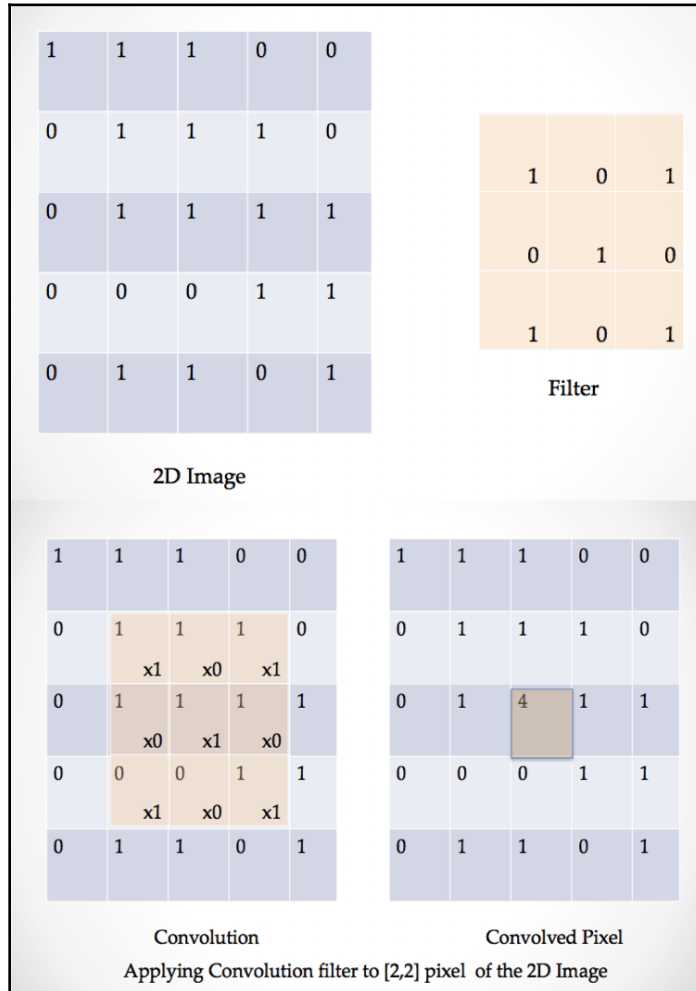 1 1 1 0 0
0 1 1 1 0
0 1 1 1 1
0 0 0 1 1
0 1 1 0 1
2D Image
1 0 1
0 1 0
1 0 1
Filter
1 1 1 0 0
0 1 1 1 0
x1 x0 x1
0 1 1 1 1
x0 x1 x0
0 0 0 1 1
x1 x0 x1
0 1 1 0 1
Convolution
1 1 1 0 0
0 1 1 1 0
0 1 4 1 1
0 0 0 1 1
0 1 1 0 1
Convolved Pixel
Applying Convolution filter to [2,2] pixel of the 2D Image